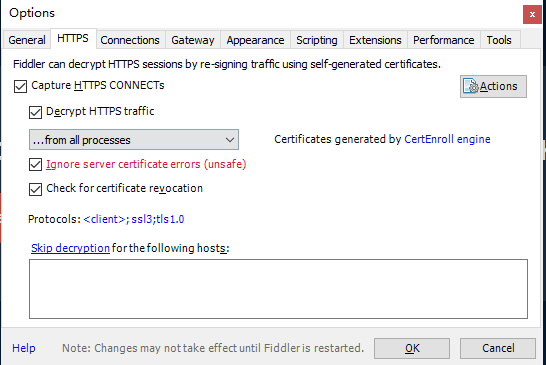 Options
General HTTPS Connections Gateway Appearance Scripting Extensions Performance Tools
Fiddler can decrypt HTTPS sessions by re-signing traffic using self-generated certificates.
Capture HTTPS CONNECTs
Actions
Decrypt HTTPS traffic
...from all processes
Certificates generated by CertEnroll engine
Ignore server certificate errors (unsafe)
Check for certificate revocation
Protocols: <client>;ssl3;tls1.0
Skip decryption for the following hosts:
Help Note: Changes may not take effect until Fiddler is restarted. OK Cancel